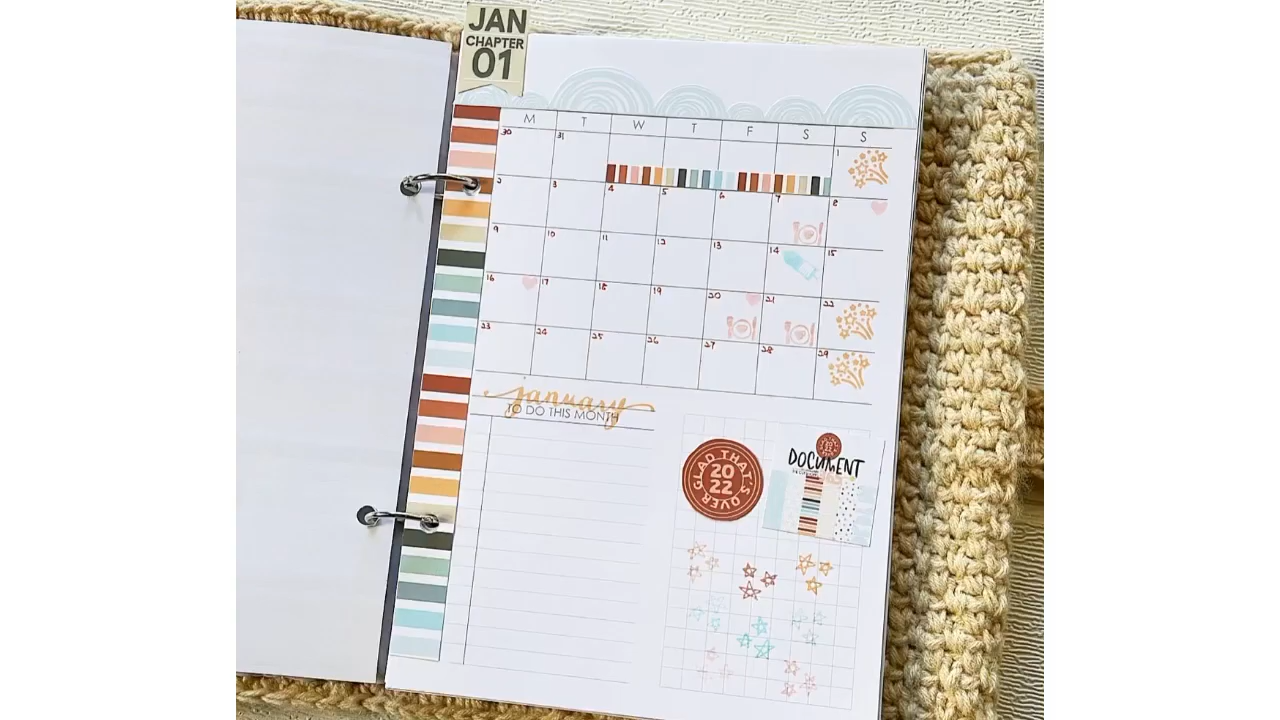 JAN
CHAPTER
01
M T W T F S S
30 31 1
2 3 4 5 6 7 8
9 10 11 12 13 14 15
16 17 18 19 20 21 22
23 24 25 26 27 28 29
january
TO DO THIS MONTH
GLAD THAT'S OVER
20
22
DOCUMENT